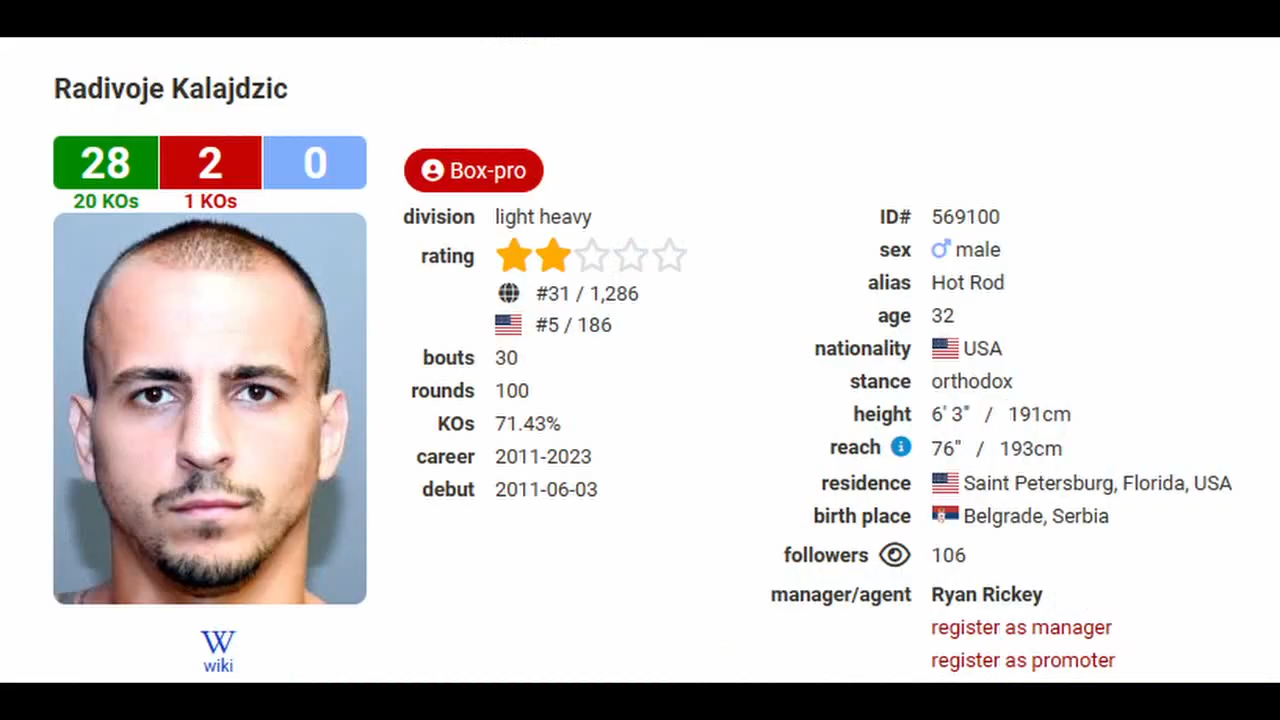 Radivoje Kalajdzic
28 2 0
20 KOs 1 KOs
Box-pro
division light heavy
rating
#31 / 1,286
#5 / 186
bouts 30
rounds 100
KOs 71.43%
career 2011-2023
debut 2011-06-03
ID# 569100
sex male
alias Hot Rod
age 32
nationality USA
stance orthodox
height 6' 3" / 191cm
reach i 76" / 193cm
residence Saint Petersburg, Florida, USA
birth place Belgrade, Serbia
followers 106
manager/agent Ryan Rickey
register as manager
register as promoter
W
wiki